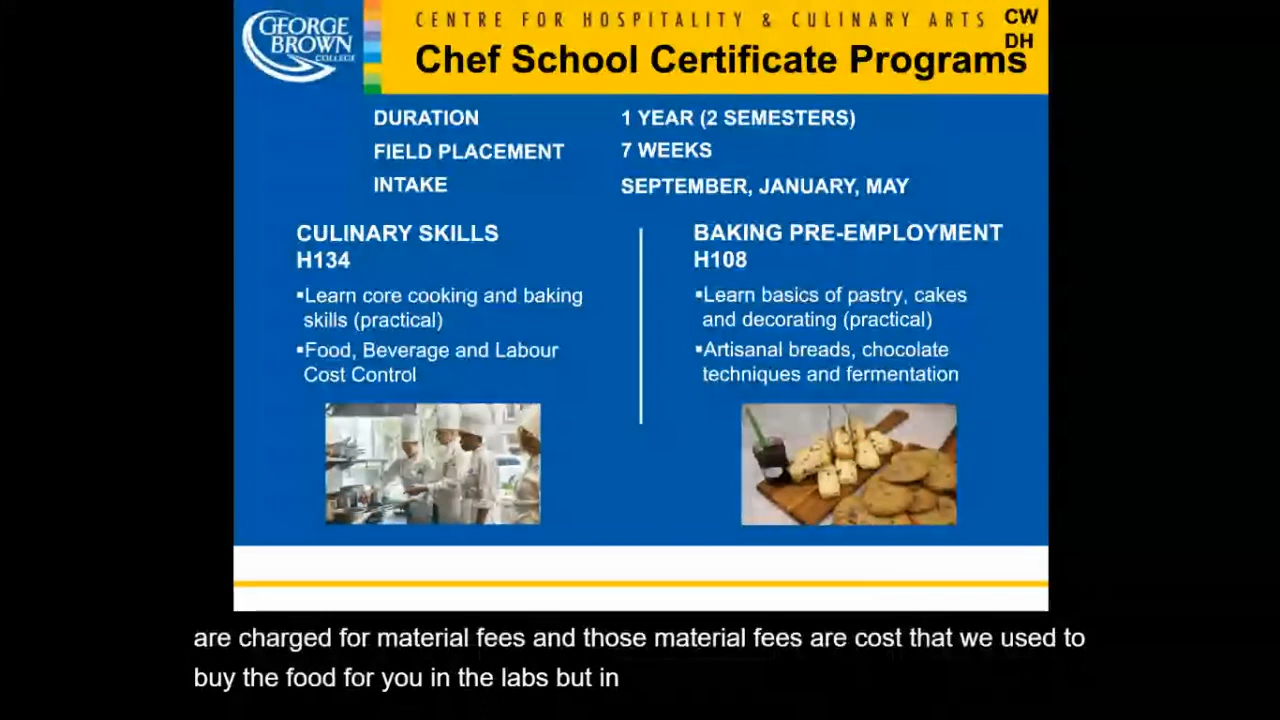 GEORGE
BROWN
COLLEGE
CENTRE FOR HOSPITALITY & CULINARY ARTS
CW
DH
Chef School Certificate Programs
DURATION 1 YEAR (2 SEMESTERS)
FIELD PLACEMENT 7 WEEKS
INTAKE SEPTEMBER, JANUARY, MAY
CULINARY SKILLS
H134
▪Learn core cooking and baking
skills (practical)
▪Food, Beverage and Labour
Cost Control
BAKING PRE-EMPLOYMENT
H108
▪Learn basics of pastry, cakes
and decorating (practical)
▪Artisanal breads, chocolate
techniques and fermentation
are charged for material fees and those material fees are cost that we used to
buy the food for you in the labs but in